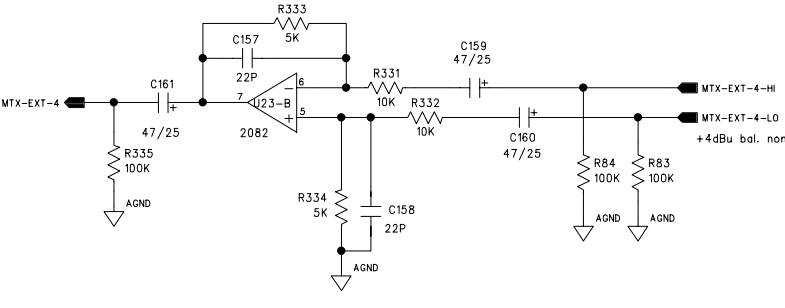 R333
5K
C157
22P
C159
47/25
R331
10K
MTX-EXT-4
C161
47/25
7
U23-B
2082
6
5
R332
10K
C160
47/25
MTX-EXT-4-HI
MTX-EXT-4-LO
+4dBu bal. non
R335
100K
AGND
R334
5K
C158
22P
AGND
R84
100K
AGND
R83
100K
AGND